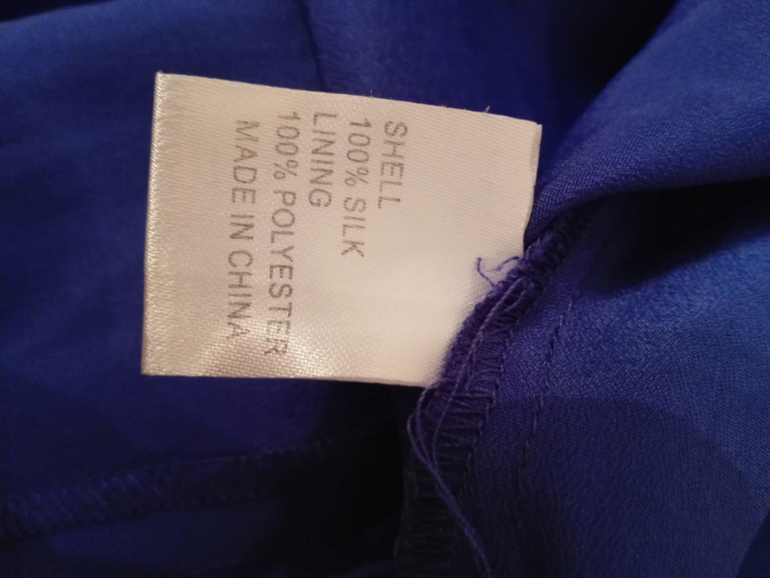 SHELL
100% SILK
LINING
100% POLYESTER
MADE IN CHINA